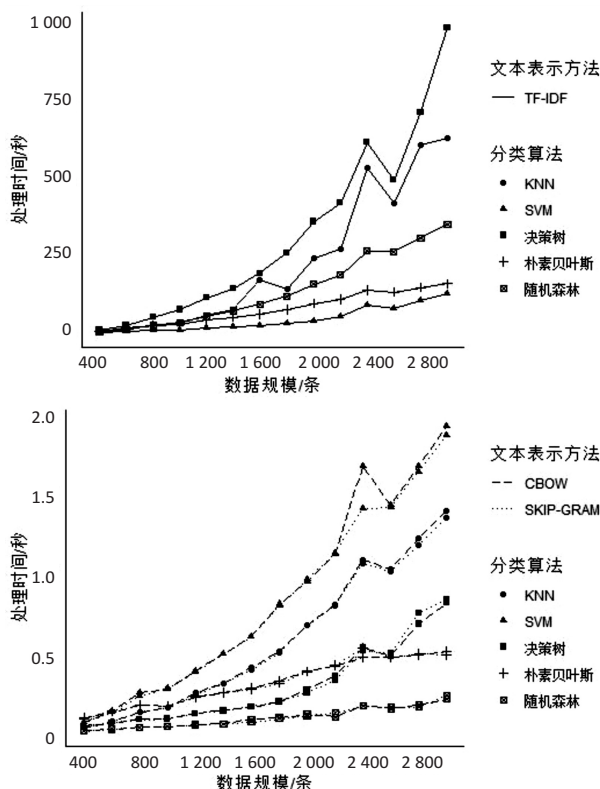 1 000
750
500
250
0
处理时间/秒
400 800 1 200 1 600 2 000 2 400 2 800
数据规模/条
文本表示方法
TF-IDF
分类算法
KNN
SVM
决策树
朴素贝叶斯
随机森林
2.0
1.5
1.0
0.5
0
处理时间/秒
400 800 1 200 1 600 2 000 2 400 2 800
数据规模/条
文本表示方法
CBOW
SKIP-GRAM
分类算法
KNN
SVM
决策树
朴素贝叶斯
随机森林